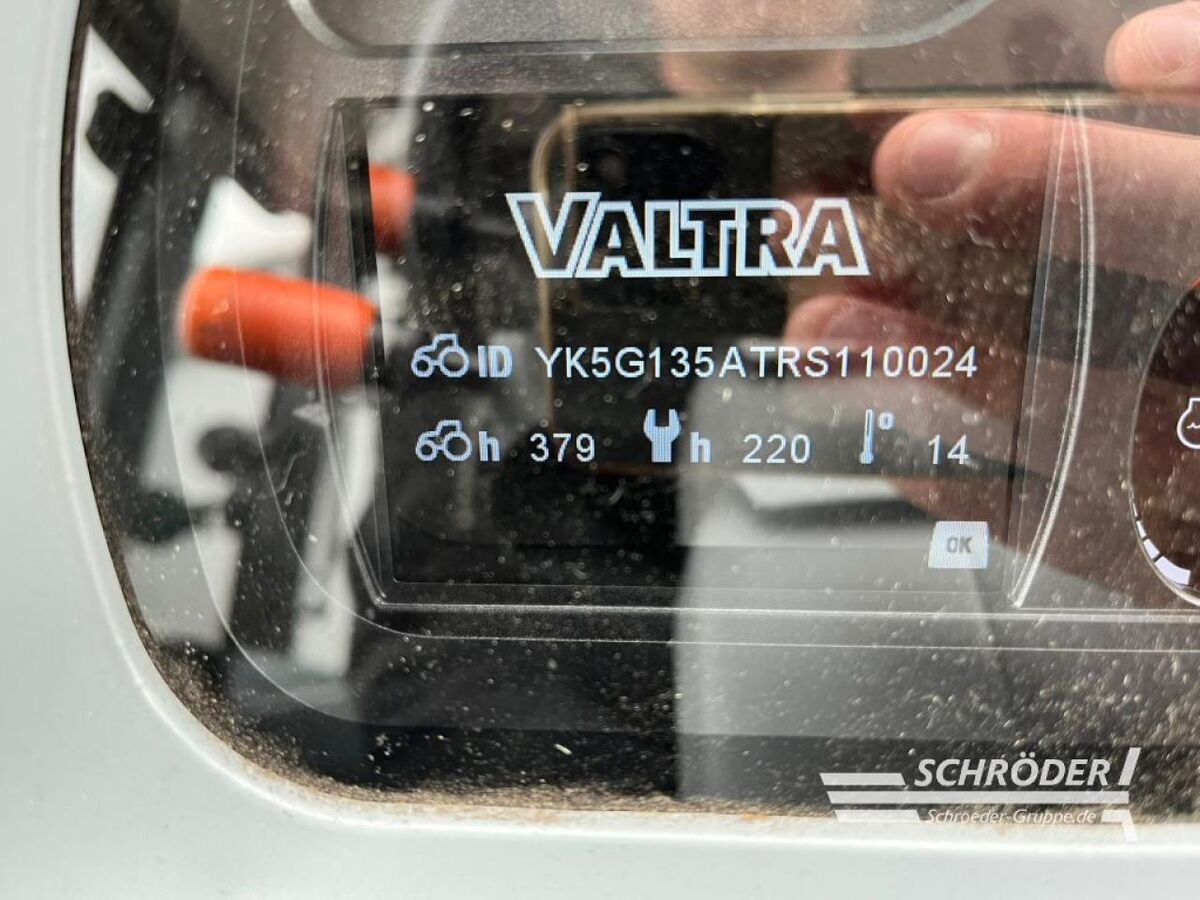 VALTRA
ID YK5G135ATRS110024
h 379 h 220 ° 14
OK
SCHRÖDER
Schroeder-Gruppe.de